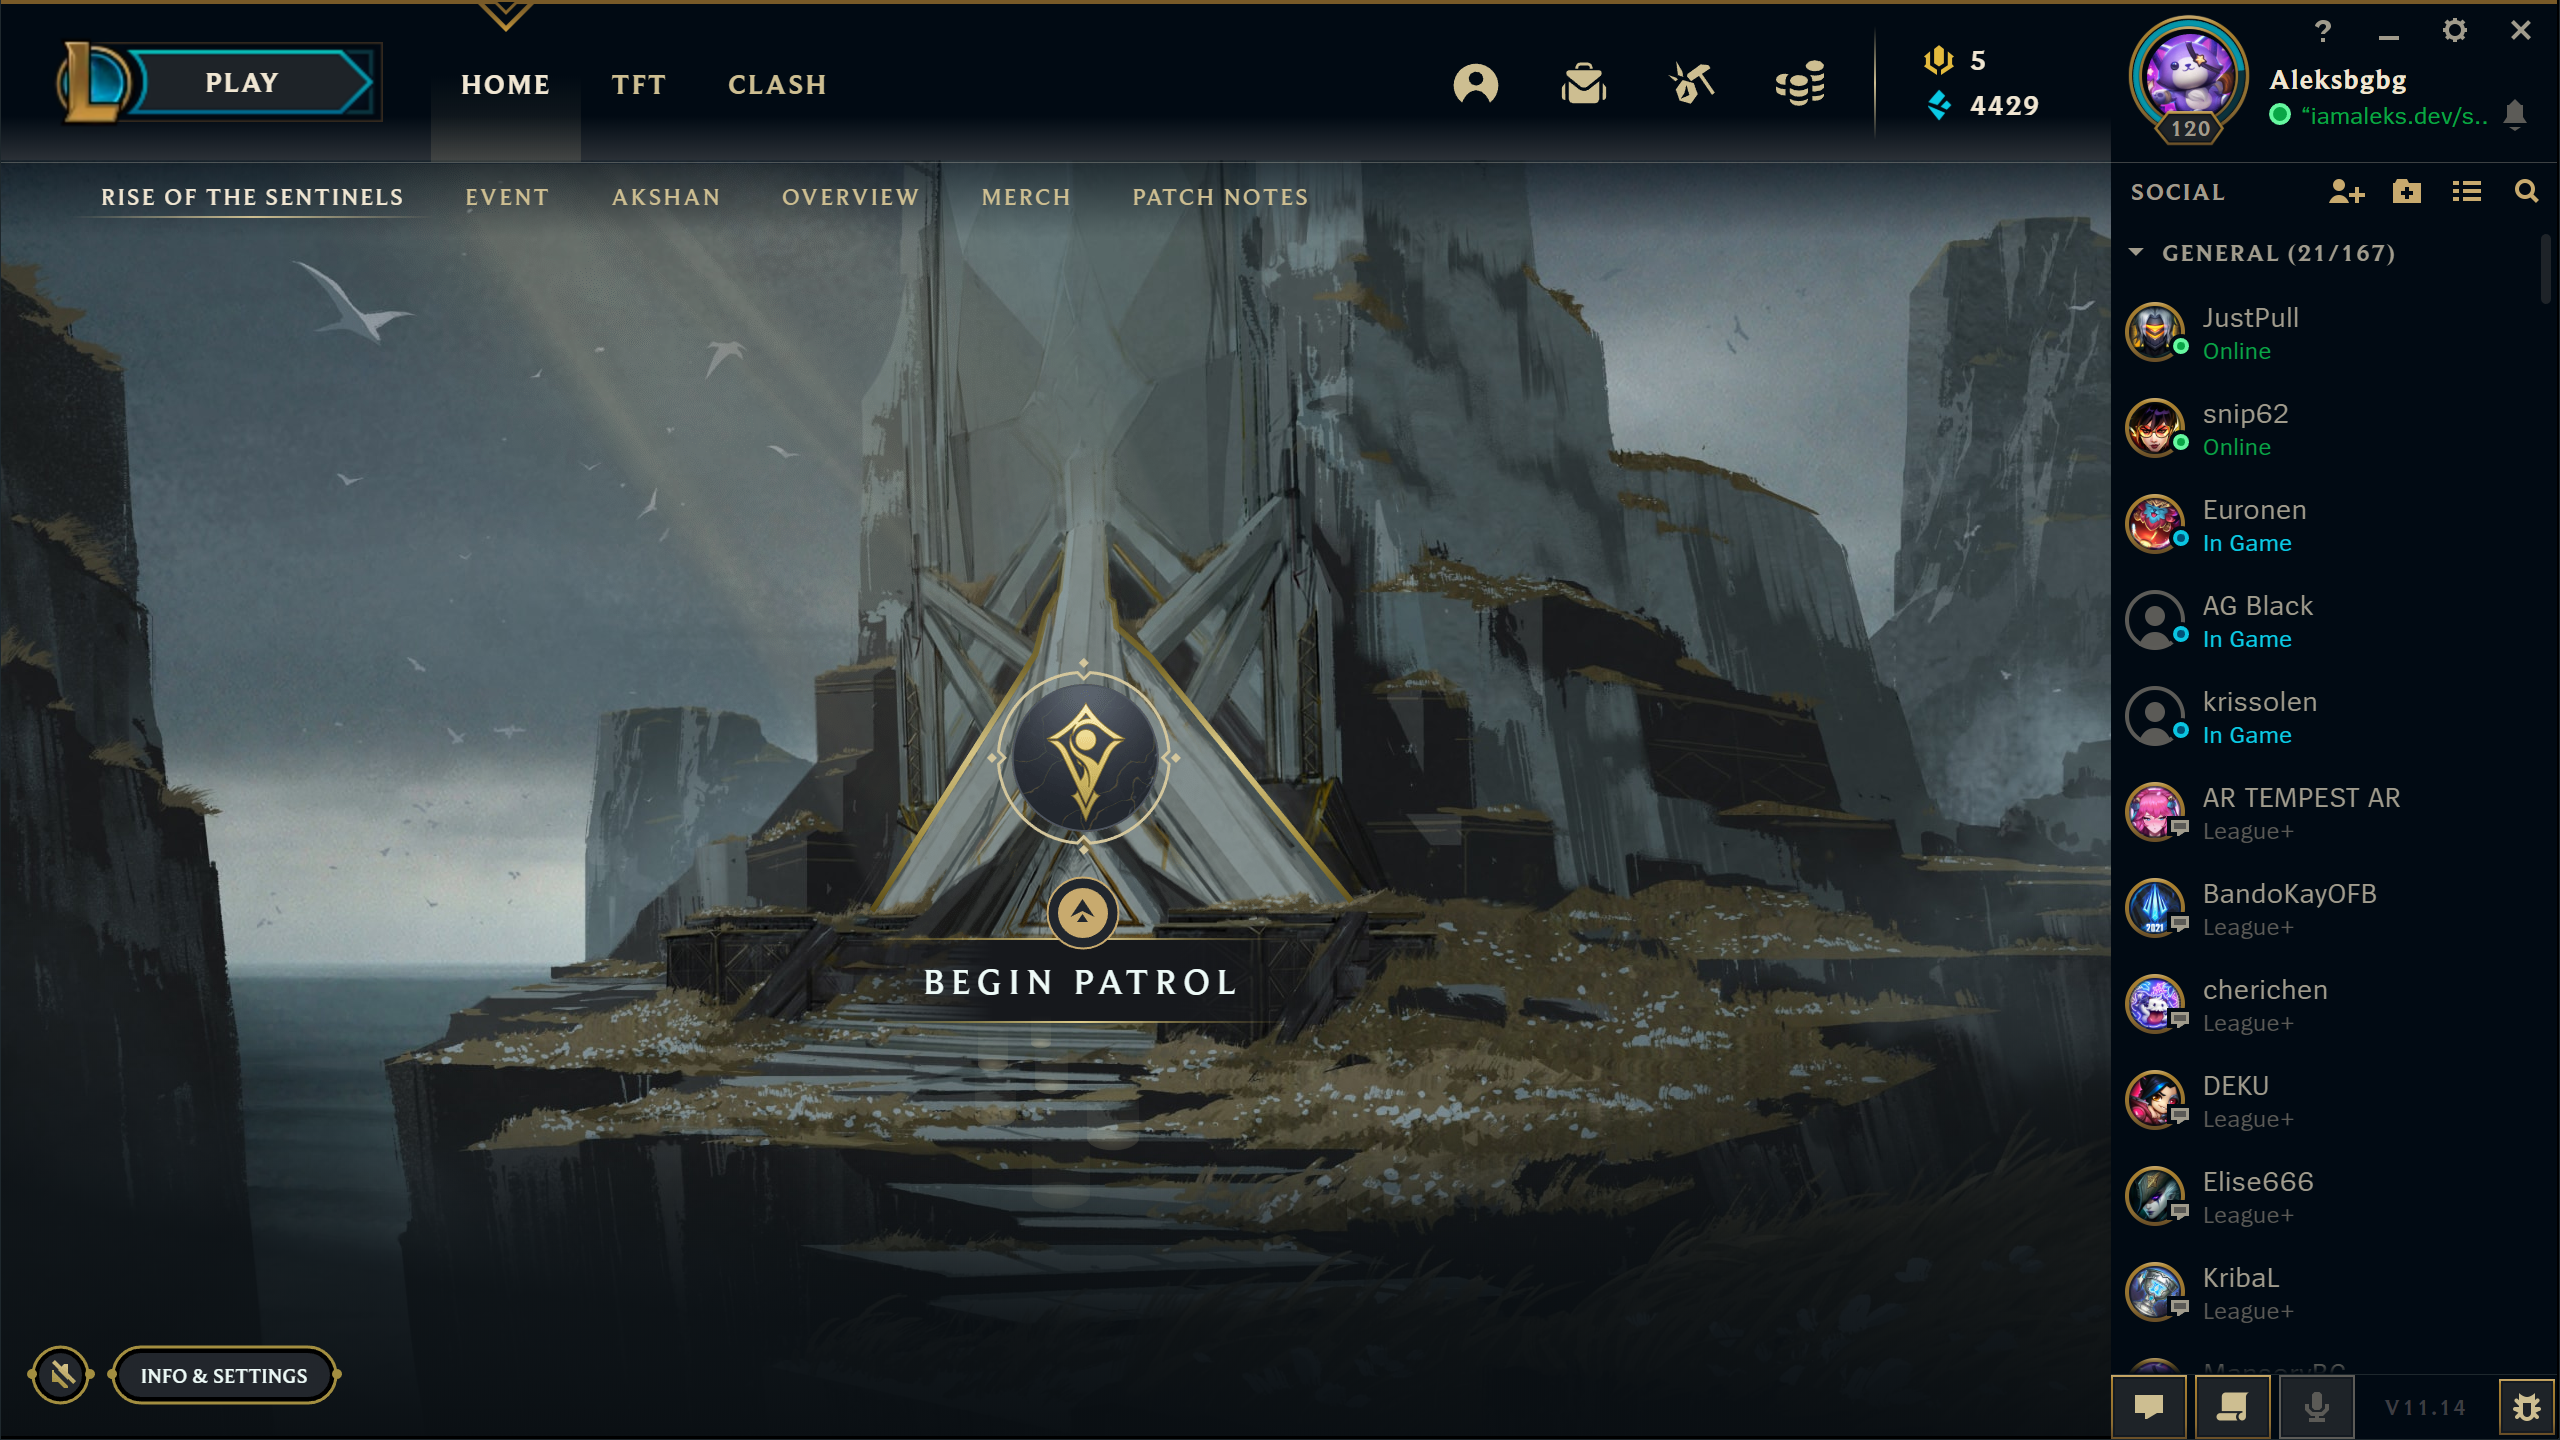 PLAY
HOME
TFT
CLASH
5
4429
120
Aleksbgbg
“iamaleks.dev/s..
RISE OF THE SENTINELS
EVENT
AKSHAN
OVERVIEW
MERCH
PATCH NOTES
SOCIAL
GENERAL (21/167)
JustPull
Online
snip62
Online
Euronen
In Game
AG Black
In Game
krissolen
In Game
AR TEMPEST AR
League+
BandoKayOFB
League+
2021
cherichen
League+
DEKU
League+
Elise666
League+
KribaL
League+
BEGIN PATROL
INFO & SETTINGS
V11.14